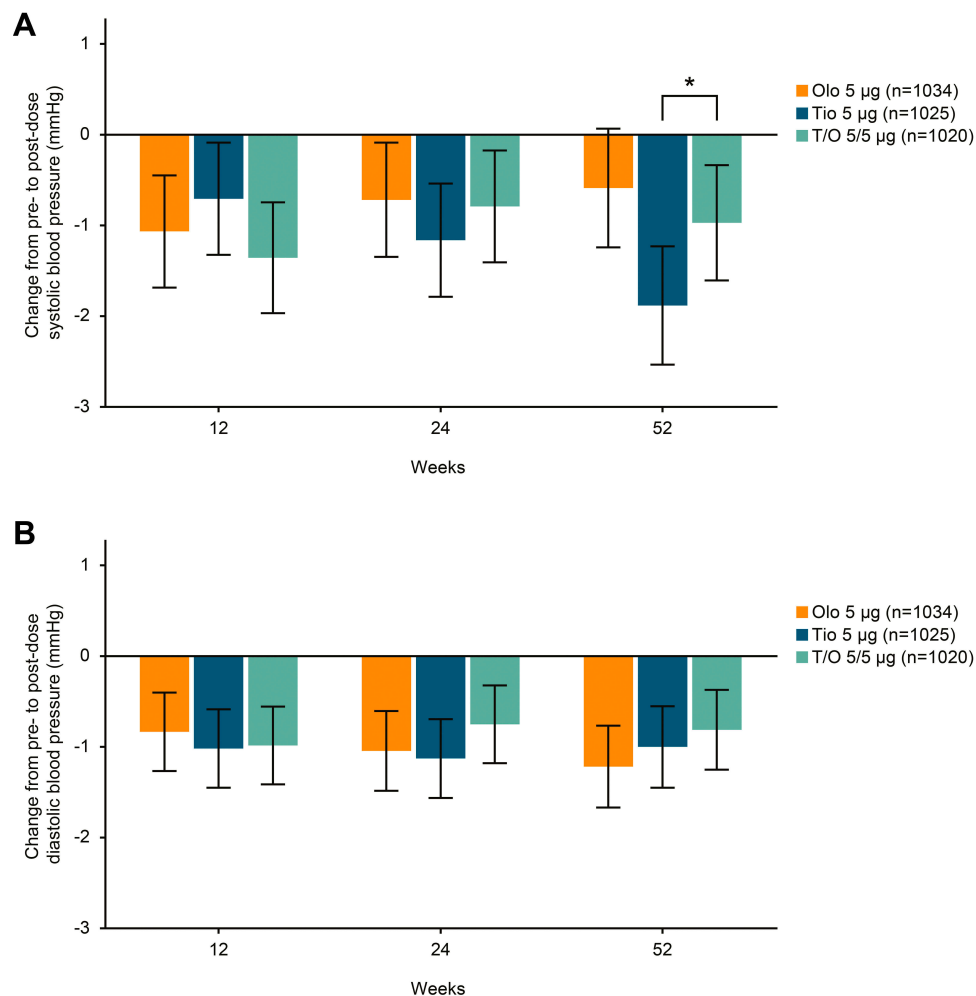 A
Change from pre- to post-dose
systolic blood pressure (mmHg)
1
0
-1
-2
-3
*
12
24
52
Weeks
Olo 5 µg (n=1034)
Tio 5 µg (n=1025)
T/O 5/5 µg (n=1020)
B
Change from pre- to post-dose
diastolic blood pressure (mmHg)
1
0
-1
-2
-3
12
24
52
Weeks
Olo 5 µg (n=1034)
Tio 5 µg (n=1025)
T/O 5/5 µg (n=1020)